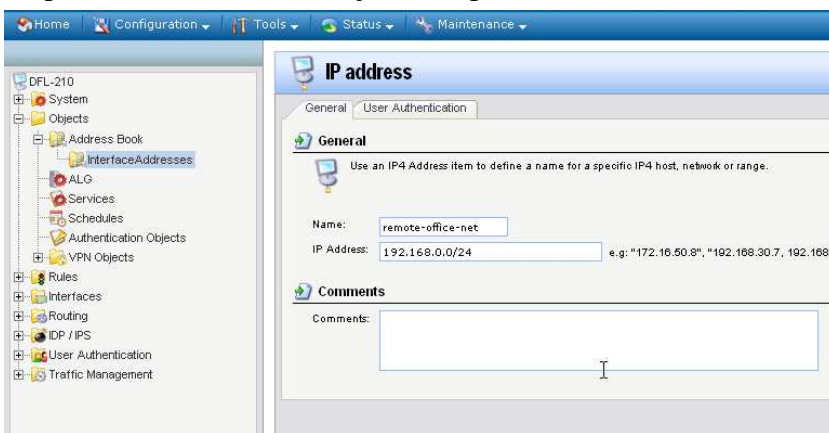 Home Configuration Tools Status Maintenance
DFL-210
System
Objects
Address Book
InterfaceAddresses
ALG
Services
Schedules
Authentication Objects
VPN Objects
Rules
Interfaces
Routing
IDP / IPS
User Authentication
Traffic Management
IP address
General User Authentication
General
Use an IP4 Address item to define a name for a specific IP4 host, network or range.
Name: remote-office-net
IP Address: 192.168.0.0/24 e.g: "172.16.50.8", "192.168.30.7, 192.168
Comments
Comments: